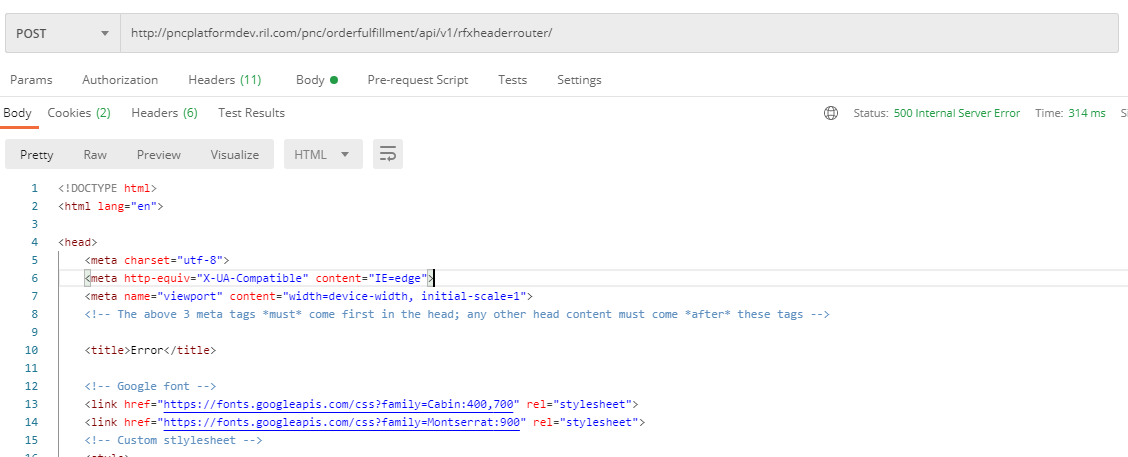 POST http://pncplatformdev.ril.com/pnc/orderfulfillment/api/v1/rfxheaderrouter/
Params Authorization Headers (11) Body Pre-request Script Tests Settings
Body Cookies (2) Headers (6) Test Results Status: 500 Internal Server Error Time: 314 ms
Pretty Raw Preview Visualize HTML
1 <!DOCTYPE html>
2 <html lang="en">
3
4 <head>
5 <meta charset="utf-8">
6 <meta http-equiv="X-UA-Compatible" content="IE=edge">
7 <meta name="viewport" content="width=device-width, initial-scale=1">
8 <!-- The above 3 meta tags *must* come first in the head; any other head content must come *after* these tags -->
9
10 <title>Error</title>
11
12 <!-- Google font -->
13 <link href="https://fonts.googleapis.com/css?family=Cabin:400,700" rel="stylesheet">
14 <link href="https://fonts.googleapis.com/css?family=Montserrat:900" rel="stylesheet">
15 <!-- Custom stlylesheet -->
16 <style>